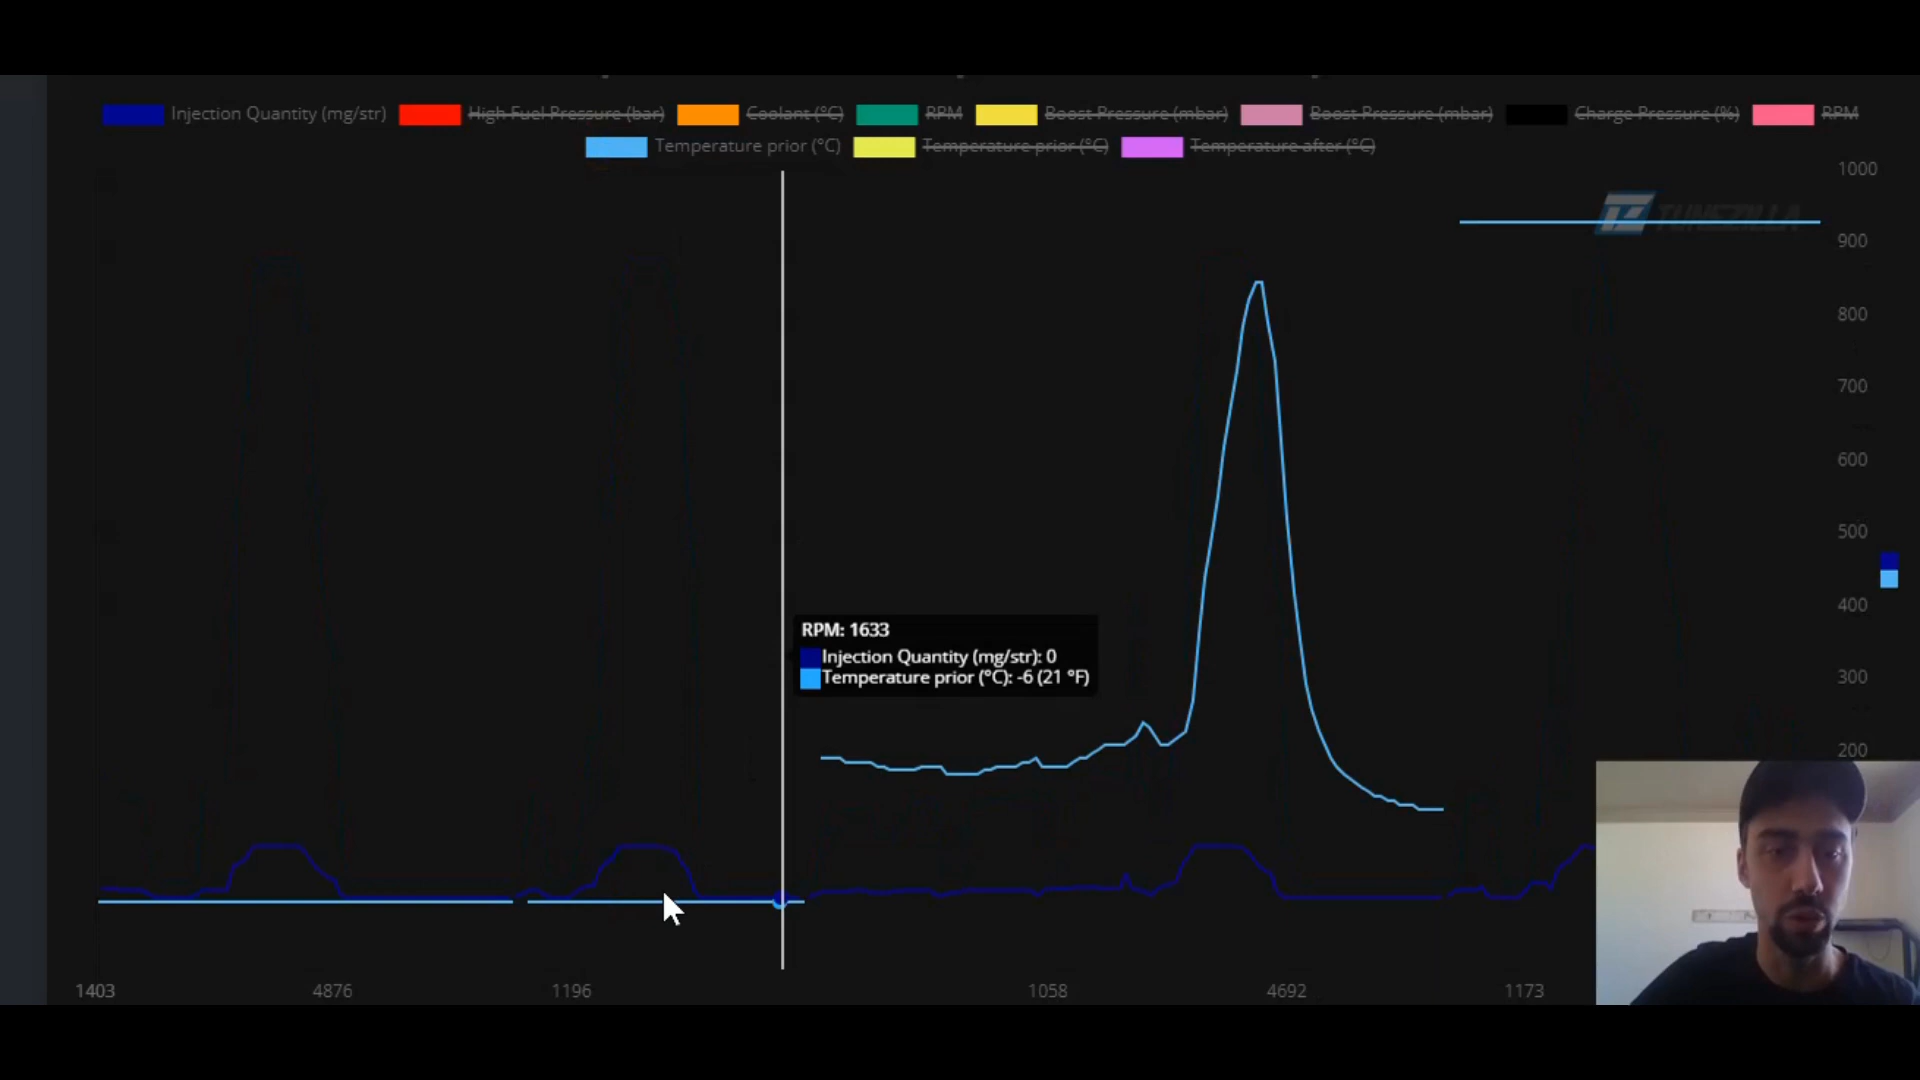 Injection Quantity (mg/str) High Fuel Pressure (bar) Coolant (°C) RPM Boost Pressure (mbar) Boost Pressure (mbar) Charge Pressure (%) RPM
Temperature prior (°C) Temperature prior (°C) Temperature after (°C)
1000
TUNEZILLA
900
800
700
600
500
400
300
200
RPM: 1633
Injection Quantity (mg/str): 0
Temperature prior (°C): -6 (21 °F)
1403 4876 1196 1058 4692 1173